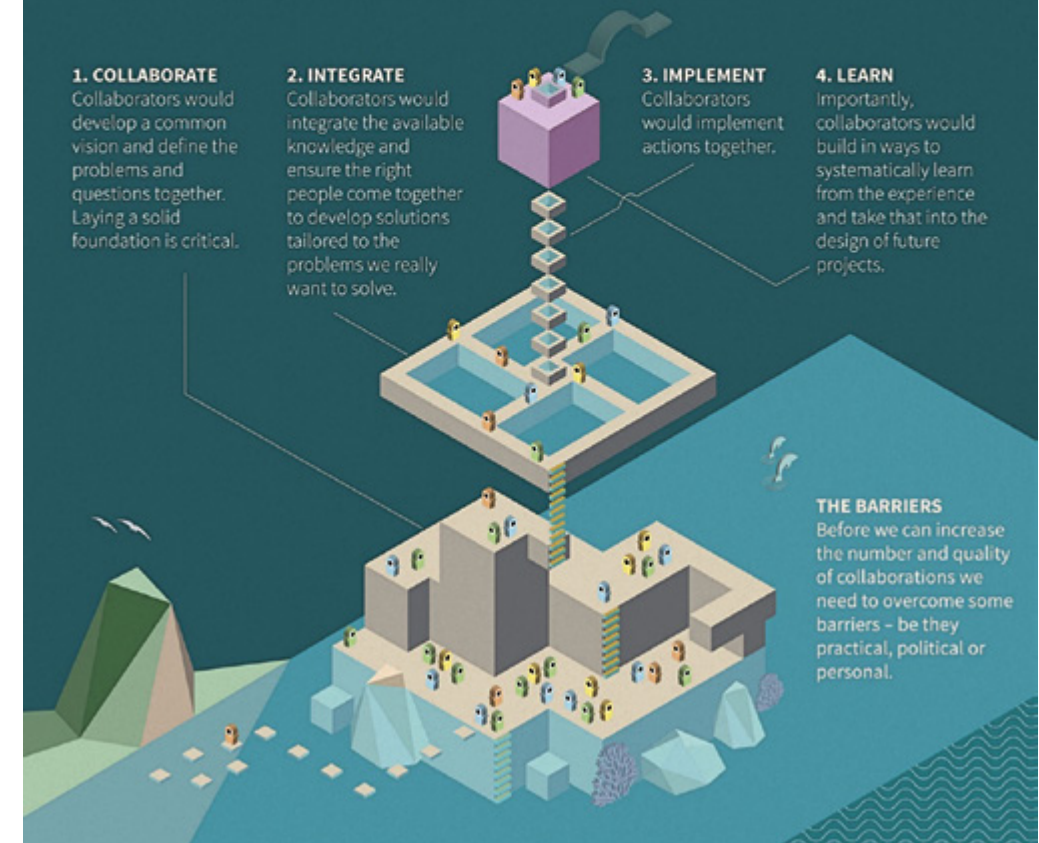 1. COLLABORATE
Collaborators would
develop a common
vision and define the
problems and
questions together.
Laying a solid
foundation is critical.
2. INTEGRATE
Collaborators would
integrate the available
knowledge and
ensure the right
people come together
to develop solutions
tailored to the
problems we really
want to solve.
3. IMPLEMENT
Collaborators
would implement
actions together.
4. LEARN
Importantly,
collaborators would
build in ways to
systematically learn
from the experience
and take that into the
design of future
projects.
THE BARRIERS
Before we can increase
the number and quality
of collaborations we
need to overcome some
barriers – be they
practical, political or
personal.